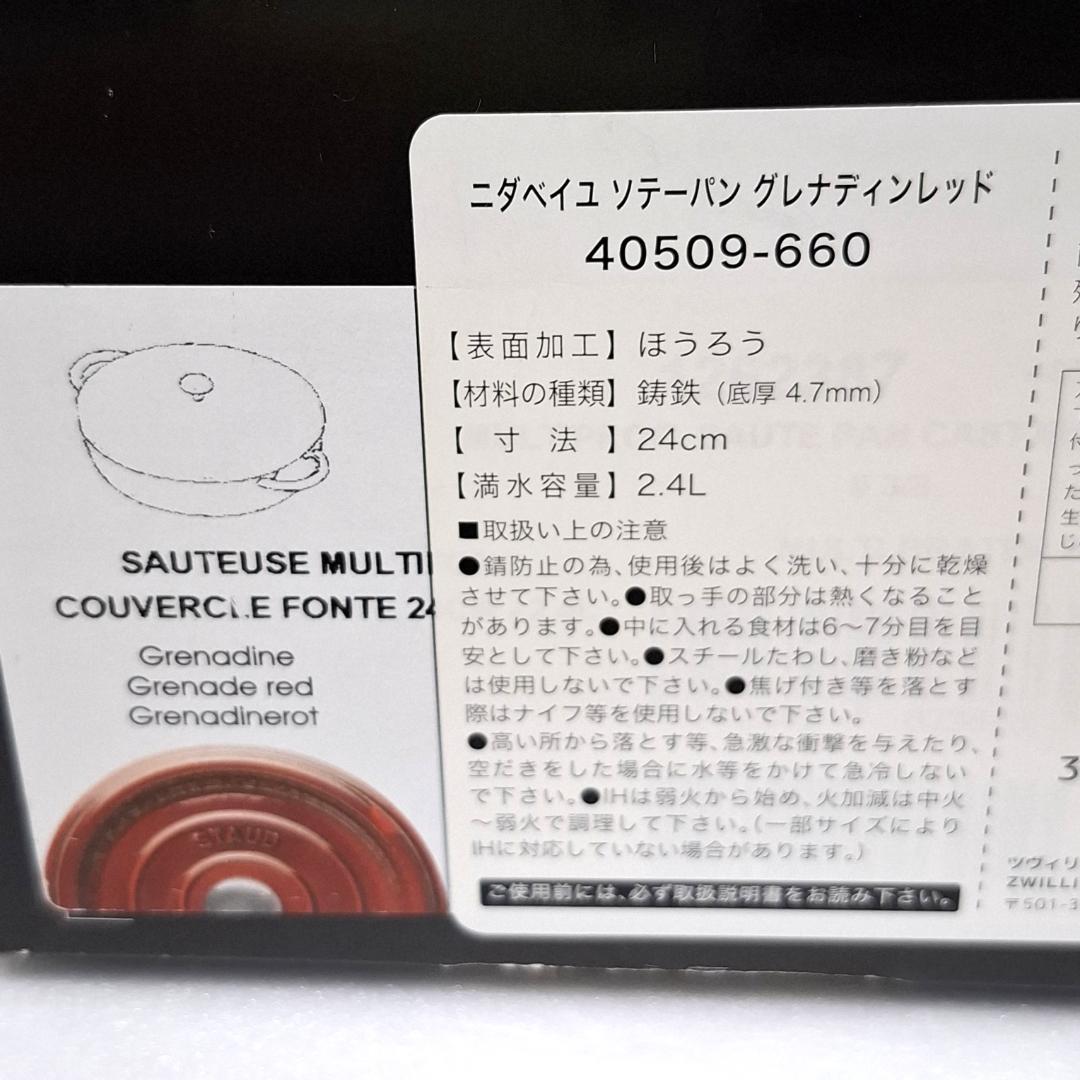 ニダベイユ ソテーパン グレナディンレッド
40509-660
【表面加工】ほうろう
【材料の種類】鋳鉄（底厚 4.7mm）
【 寸 法 】24cm
【満水容量】2.4L
■取扱い上の注意
●錆防止の為、使用後はよく洗い、十分に乾燥
させて下さい。●取っ手の部分は熱くなること
があります。●中に入れる食材は6〜7分目を目
安として下さい。●スチールたわし、磨き粉など
は使用しないで下さい。●焦げ付き等を落とす
際はナイフ等を使用しないで下さい。
●高い所から落とす等、急激な衝撃を与えたり、
空だきをした場合に水等をかけて急冷しない
で下さい。●IHは弱火から始め、火加減は中火
〜弱火で調理して下さい。（一部サイズにより
IHに対応していない場合があります。）
ご使用前には、必ず取扱説明書をお読み下さい。
SAUTEUSE MULTI
COUVERCLE FONTE 24
Grenadine
Grenade red
Grenadinerot
STAUB
ツヴィリ
ZWILLI
〒501-3